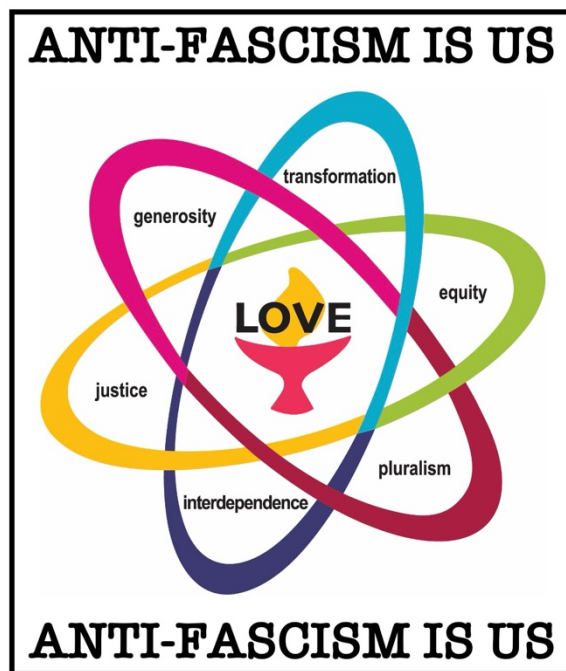 ANTI-FASCISM IS US
transformation
generosity
equity
LOVE
justice
pluralism
interdependence
ANTI-FASCISM IS US